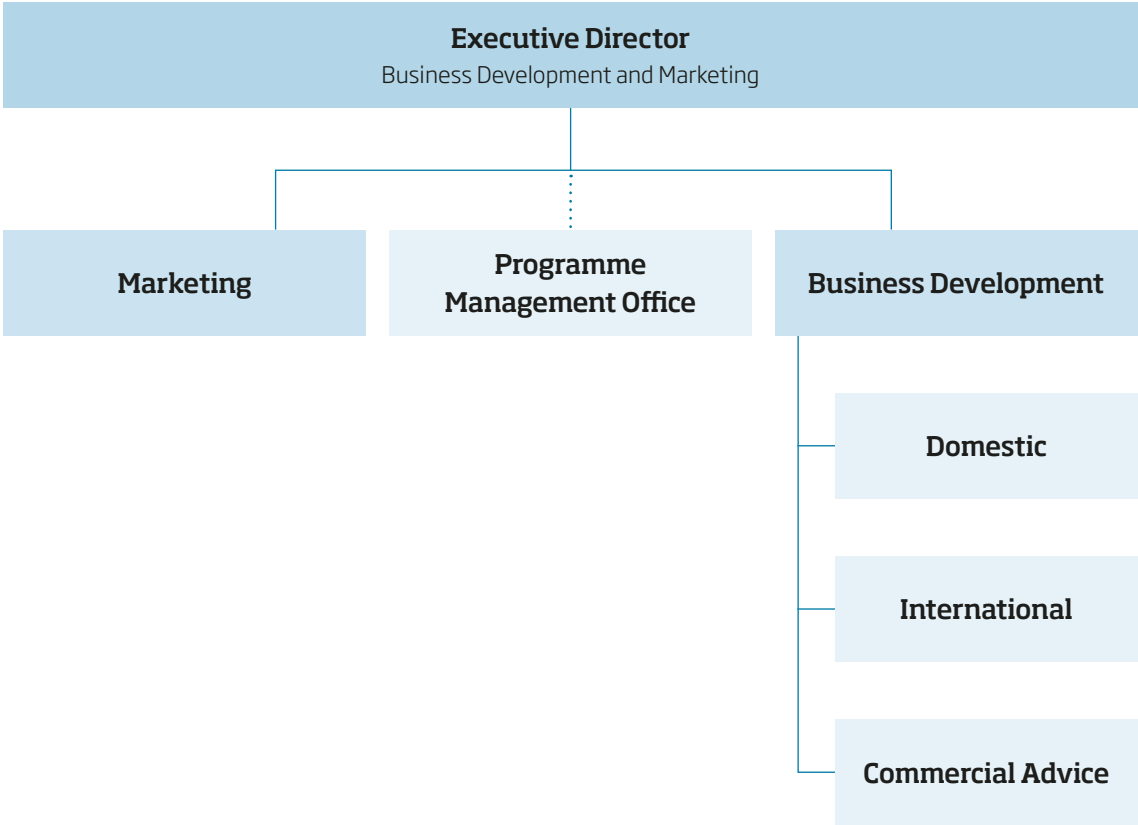 Executive Director
Business Development and Marketing
Marketing
Programme
Management Office
Business Development
Domestic
International
Commercial Advice